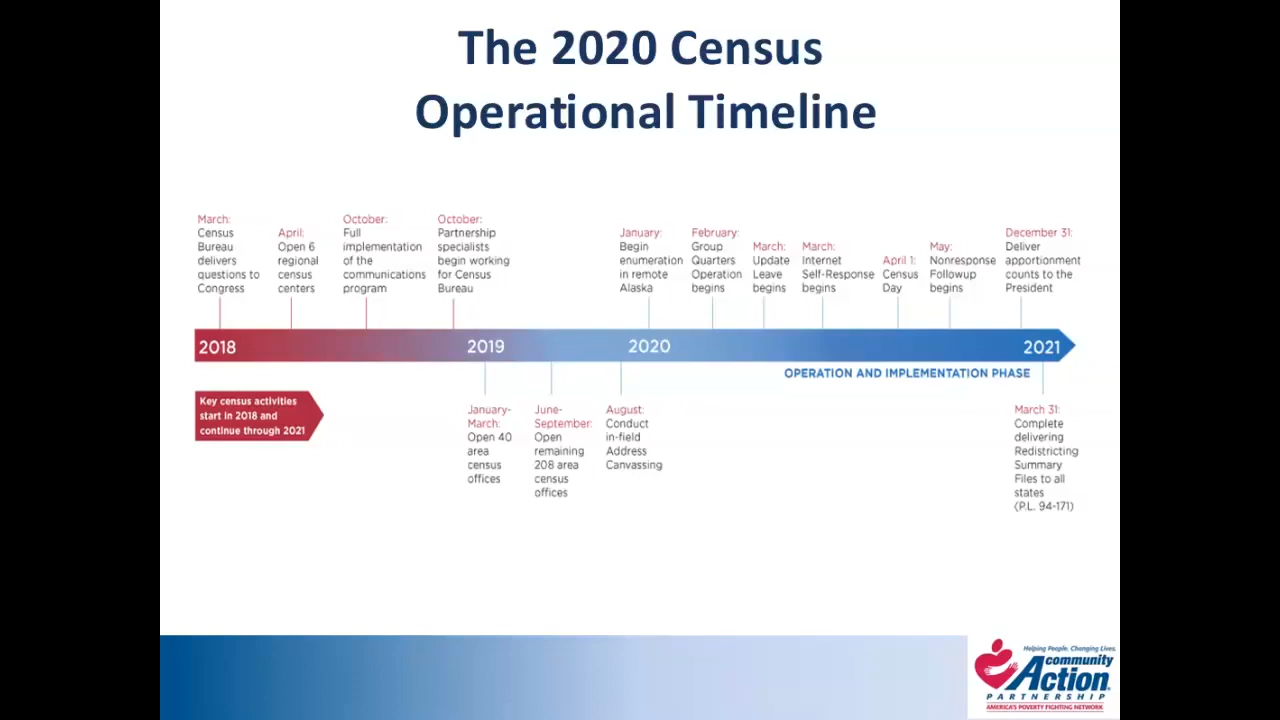 The 2020 Census
Operational Timeline
March:
Census
Bureau
delivers
questions to
Congress
April:
Open 6
regional
census
centers
October:
Full
implementation
of the
communications
program
October:
Partnership
specialists
begin working
for Census
Bureau
January:
Begin
enumeration
in remote
Alaska
February:
Group
Quarters
Operation
begins
March:
Update
Leave
begins
March:
Internet
Self-Response
begins
April 1:
Census
Day
May:
Nonresponse
Followup
begins
December 31:
Deliver
apportionment
counts to the
President
2018
2019
2020
2021
OPERATION AND IMPLEMENTATION PHASE
Key census activities
start in 2018 and
continue through 2021
January-
March:
Open 40
area
census
offices
June-
September:
Open
remaining
208 area
census
offices
August:
Conduct
in-field
Address
Canvassing
March 31:
Complete
delivering
Redistricting
Summary
Files to all
states
(P.L. 94-171)
Helping People. Changing Lives.
community
Action
PARTNERSHIP
AMERICA'S POVERTY FIGHTING NETWORK